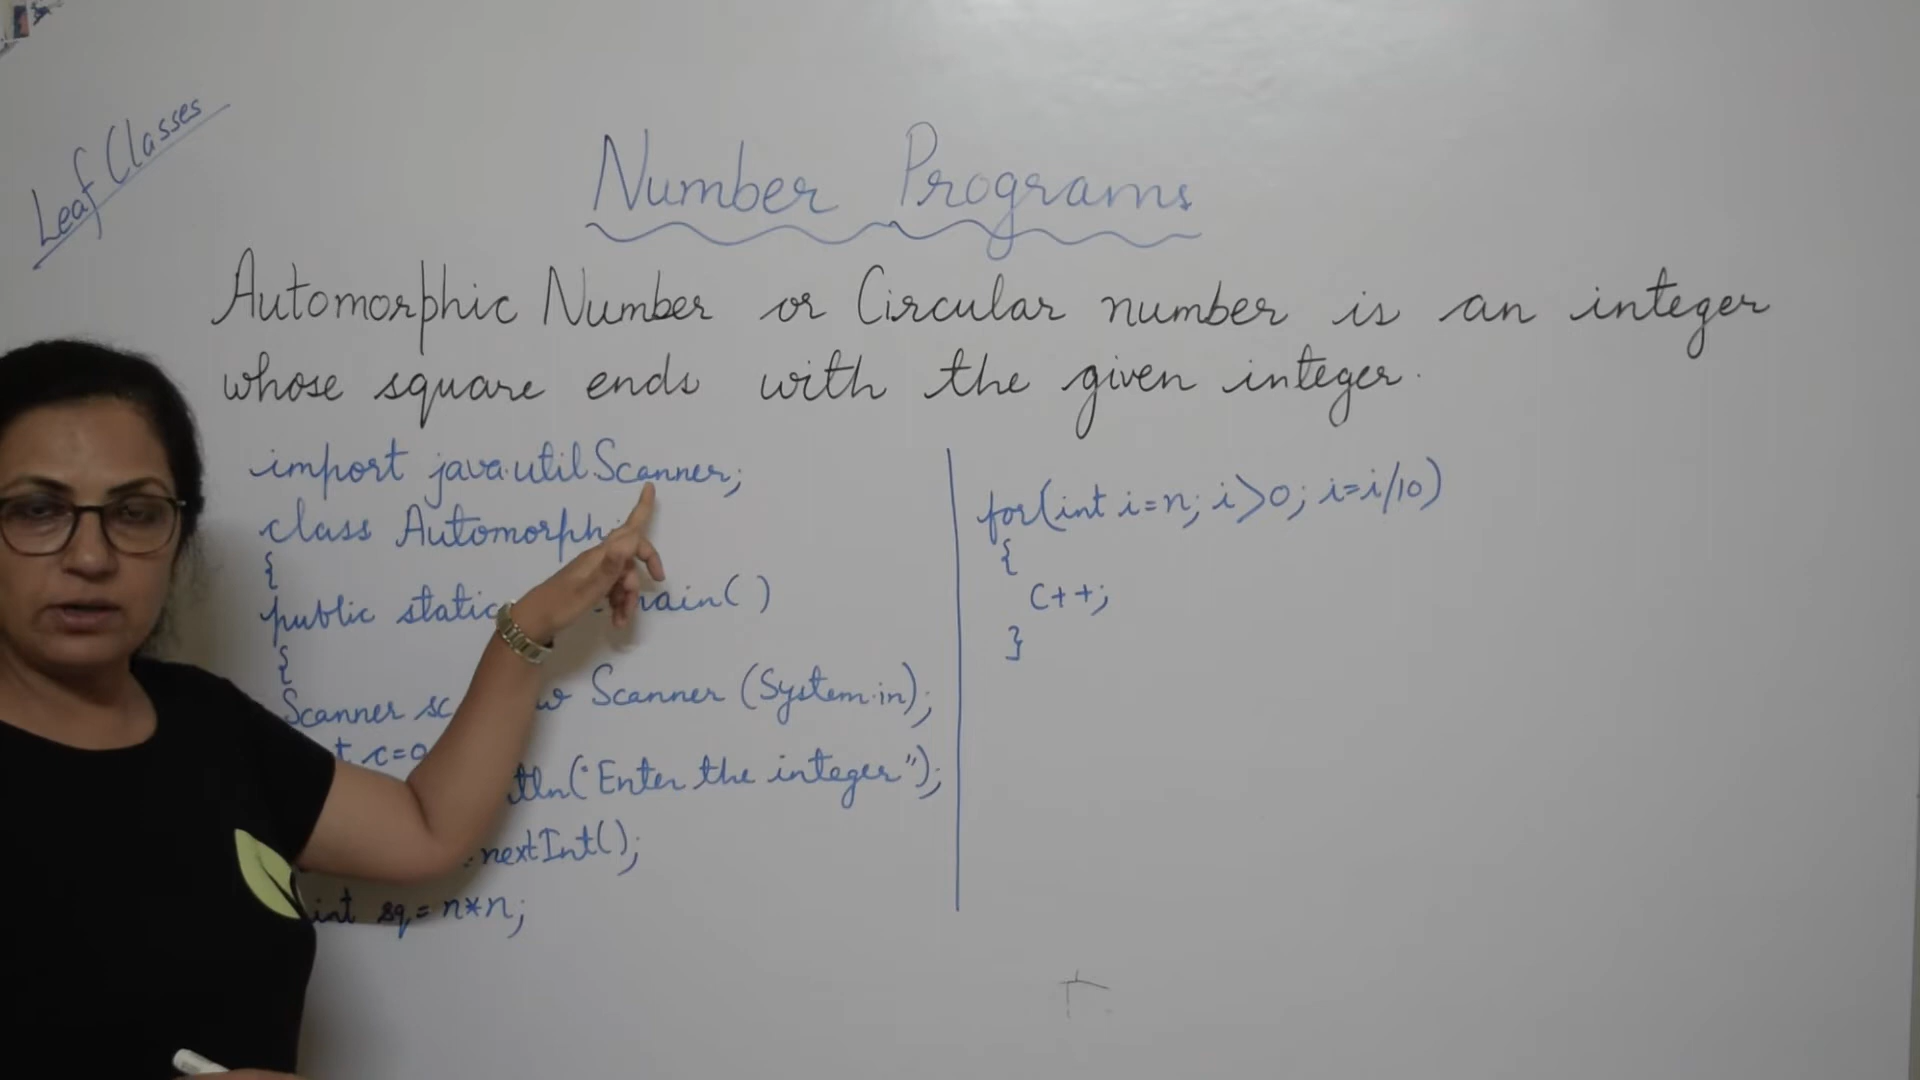 Leaf Classes
Number Programs
Automorphic Number or Circular number is an integer
whose square ends with the given integer.
import java.util.Scanner;
class
{
public static main()
{
Scanner sc Scanner (System.in);
c=0
("Enter the integer");
.nextInt();
int sq = n*n;
for(int i=n; i>0; i=i/10)
{
c++;
}